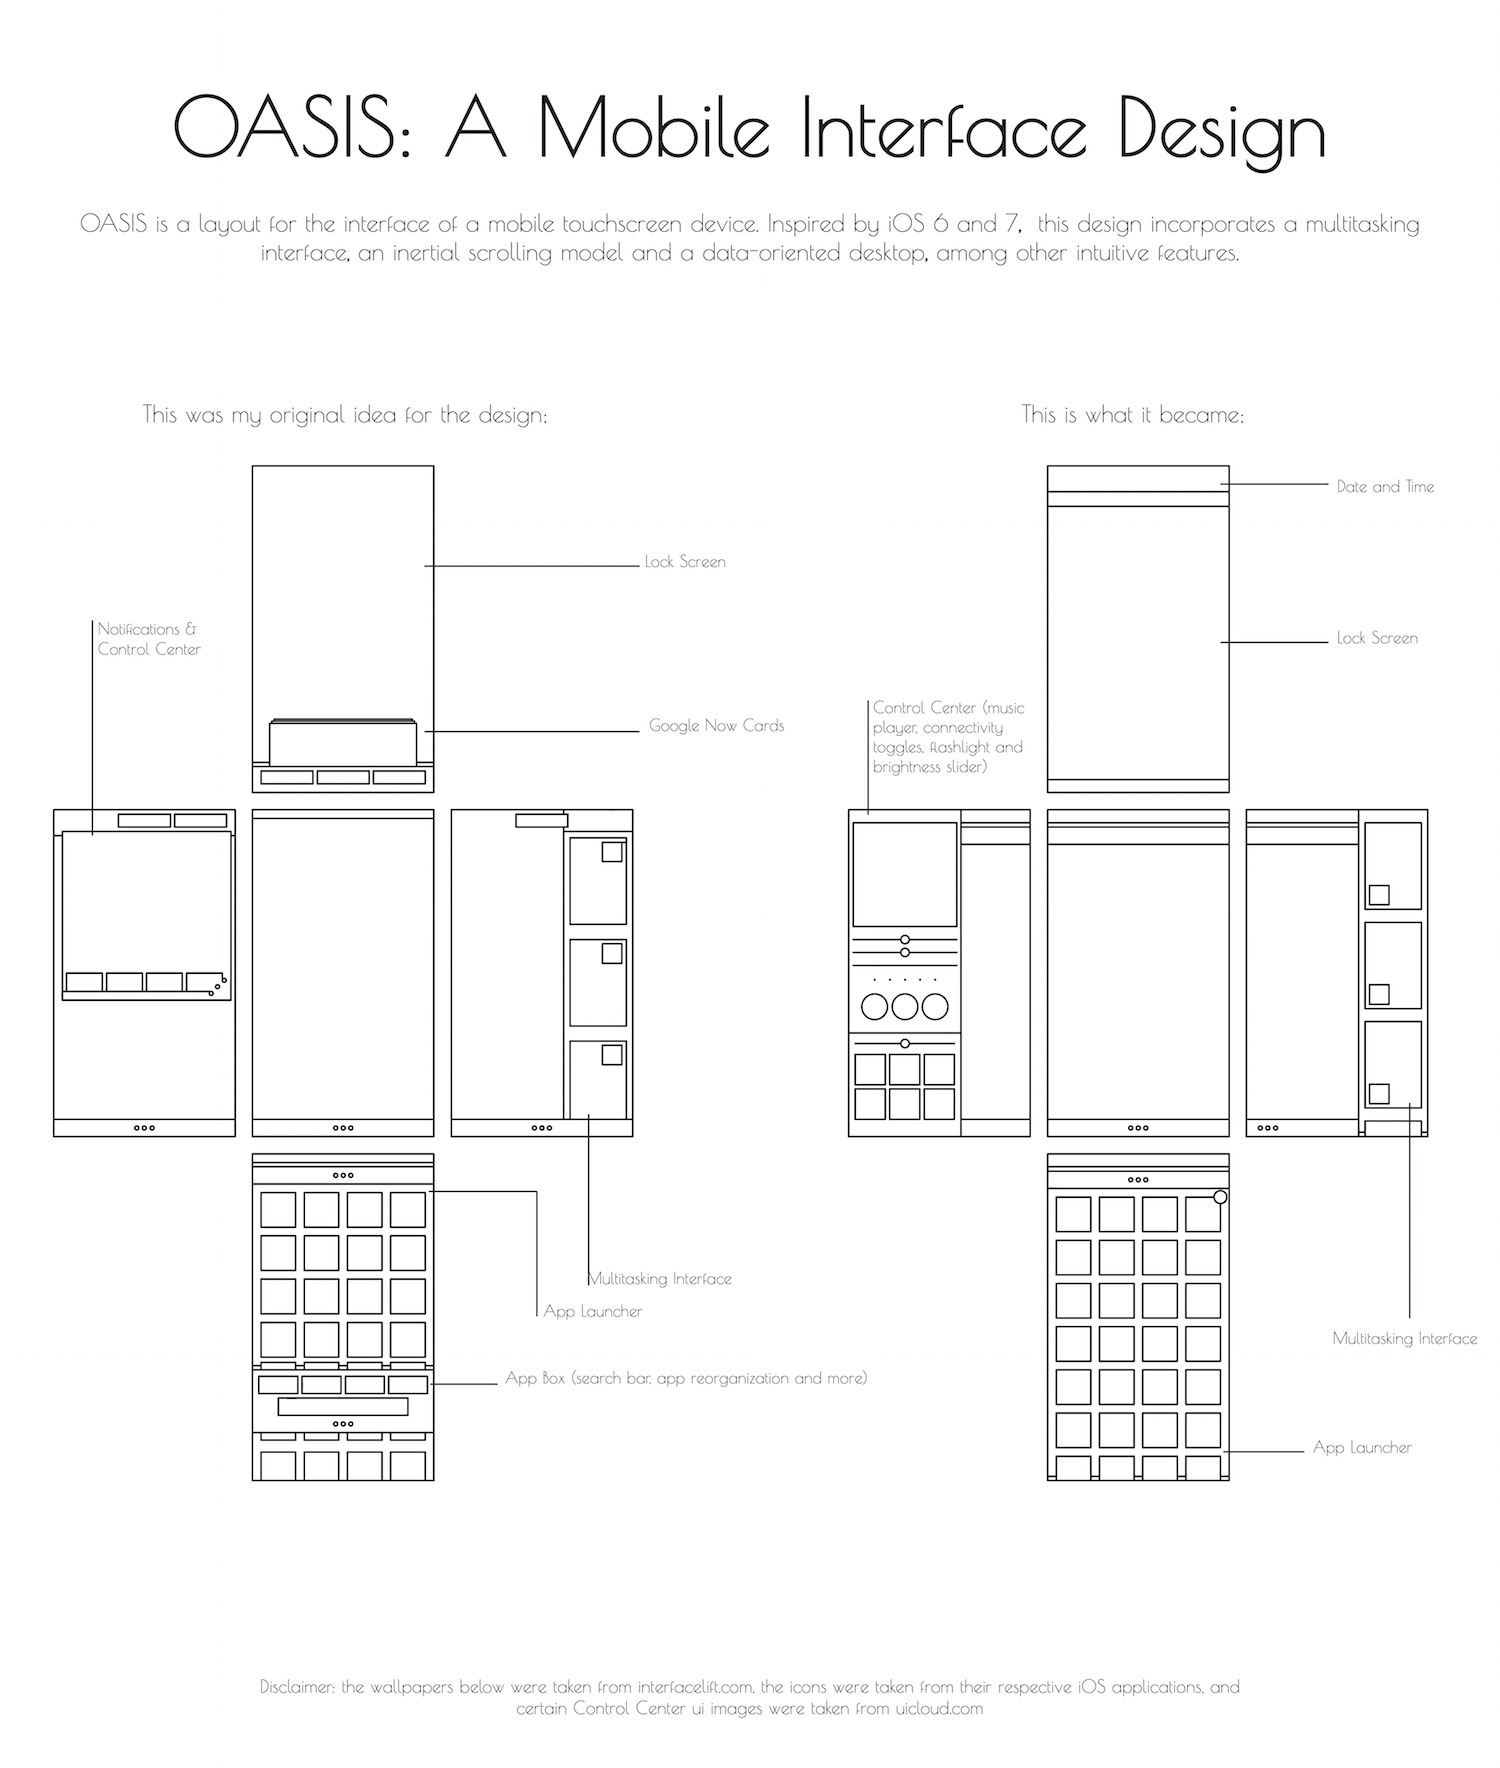 OASIS: A Mobile Interface Design
OASIS is a layout for the interface of a mobile touchscreen device. Inspired by iOS 6 and 7,  this design incorporates a multitasking
interface, an inertial scrolling model and a data-oriented desktop, among other intuitive features.
This was my original idea for the design:
Lock Screen
Notifications &
Control Center
Google Now Cards
Multitasking Interface
App Launcher
App Box (search bar, app reorganization and more)
This is what it became:
Date and Time
Lock Screen
Control Center (music
player, connectivity
toggles, flashlight and
brightness slider)
Multitasking Interface
App Launcher
Disclaimer: the wallpapers below were taken from interfacelift.com, the icons were taken from their respective iOS applications, and
certain Control Center ui images were taken from uicloud.com